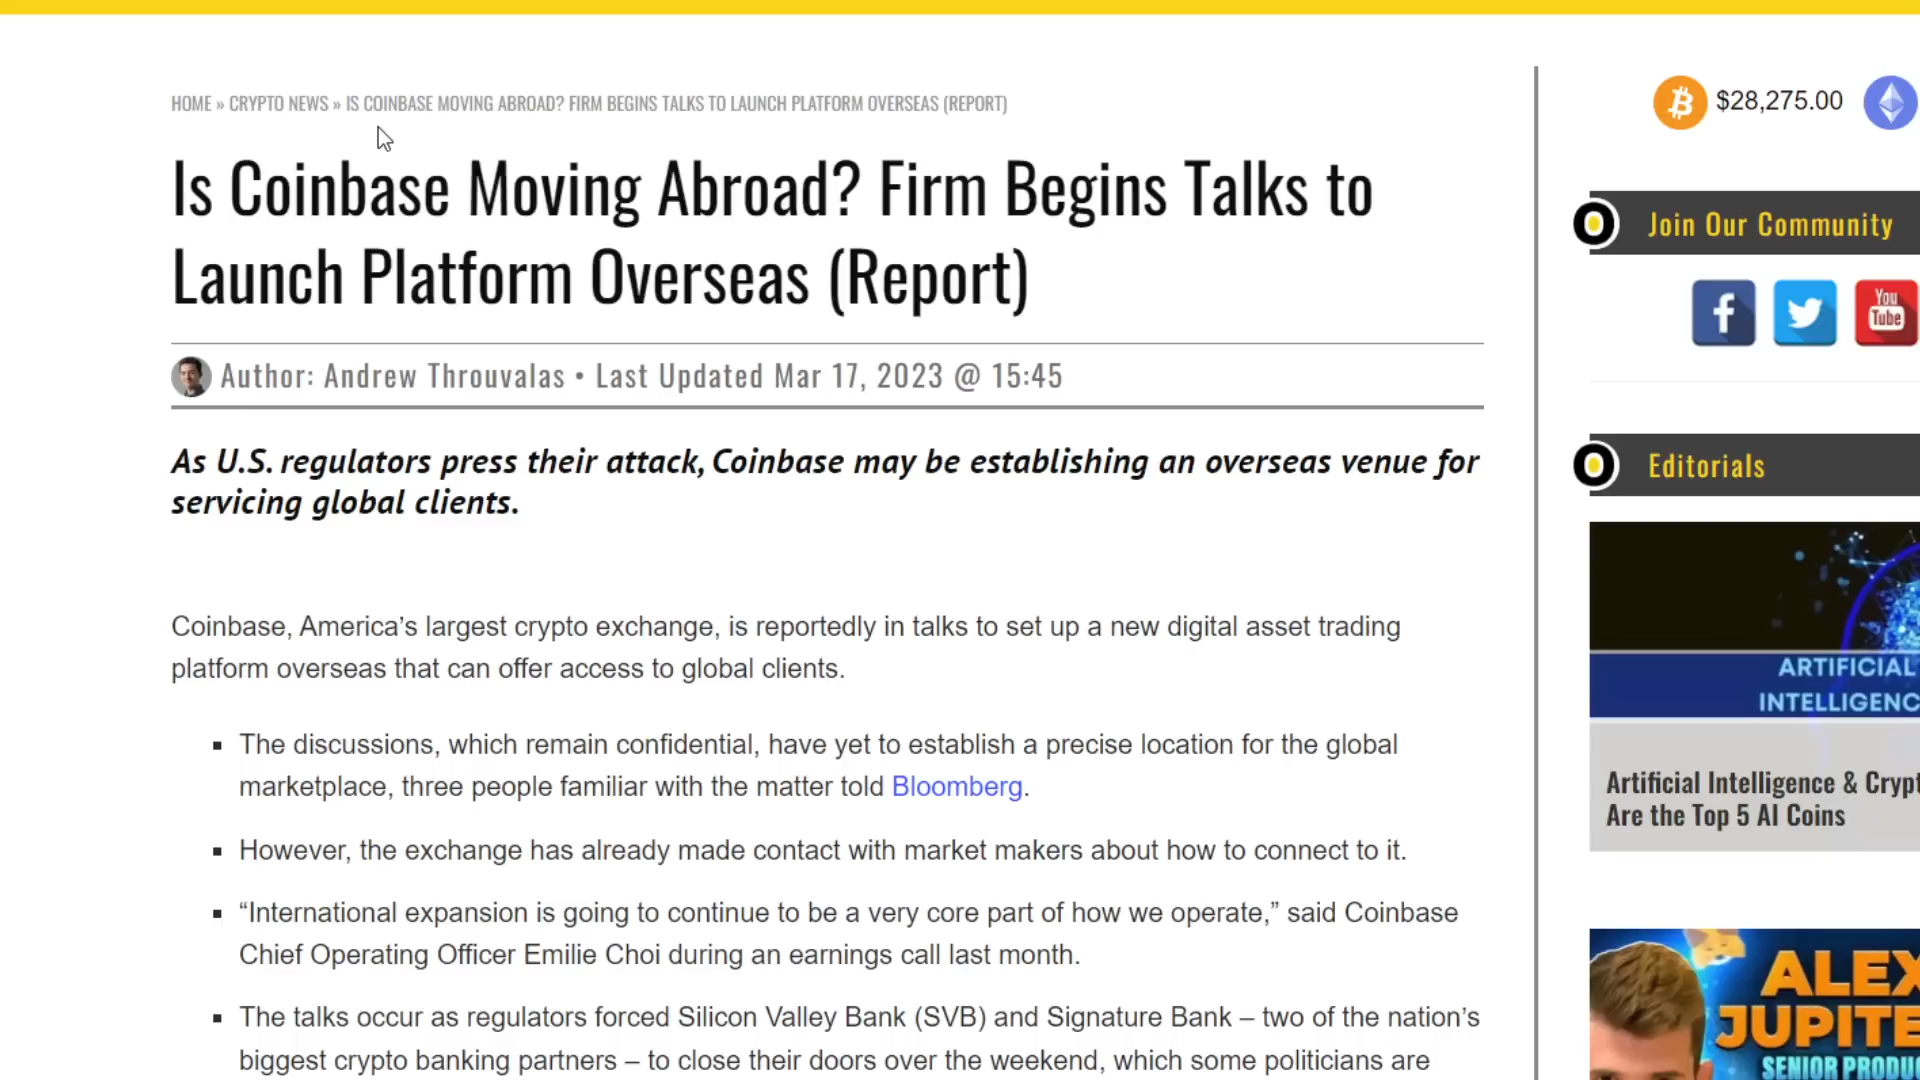 HOME » CRYPTO NEWS » IS COINBASE MOVING ABROAD? FIRM BEGINS TALKS TO LAUNCH PLATFORM OVERSEAS (REPORT)
Is Coinbase Moving Abroad? Firm Begins Talks to
Launch Platform Overseas (Report)
Author: Andrew Throuvalas • Last Updated Mar 17, 2023 @ 15:45
As U.S. regulators press their attack, Coinbase may be establishing an overseas venue for
servicing global clients.
Coinbase, America’s largest crypto exchange, is reportedly in talks to set up a new digital asset trading
platform overseas that can offer access to global clients.
▪ The discussions, which remain confidential, have yet to establish a precise location for the global
marketplace, three people familiar with the matter told Bloomberg.
▪ However, the exchange has already made contact with market makers about how to connect to it.
▪ “International expansion is going to continue to be a very core part of how we operate,” said Coinbase
Chief Operating Officer Emilie Choi during an earnings call last month.
▪ The talks occur as regulators forced Silicon Valley Bank (SVB) and Signature Bank – two of the nation’s
biggest crypto banking partners – to close their doors over the weekend, which some politicians are
$28,275.00
Join Our Community
You
Tube
Editorials
ARTIFICIAL
INTELLIGENC
Artificial Intelligence & Crypt
Are the Top 5 AI Coins
ALEX
JUPITE
SENIOR PRODUC